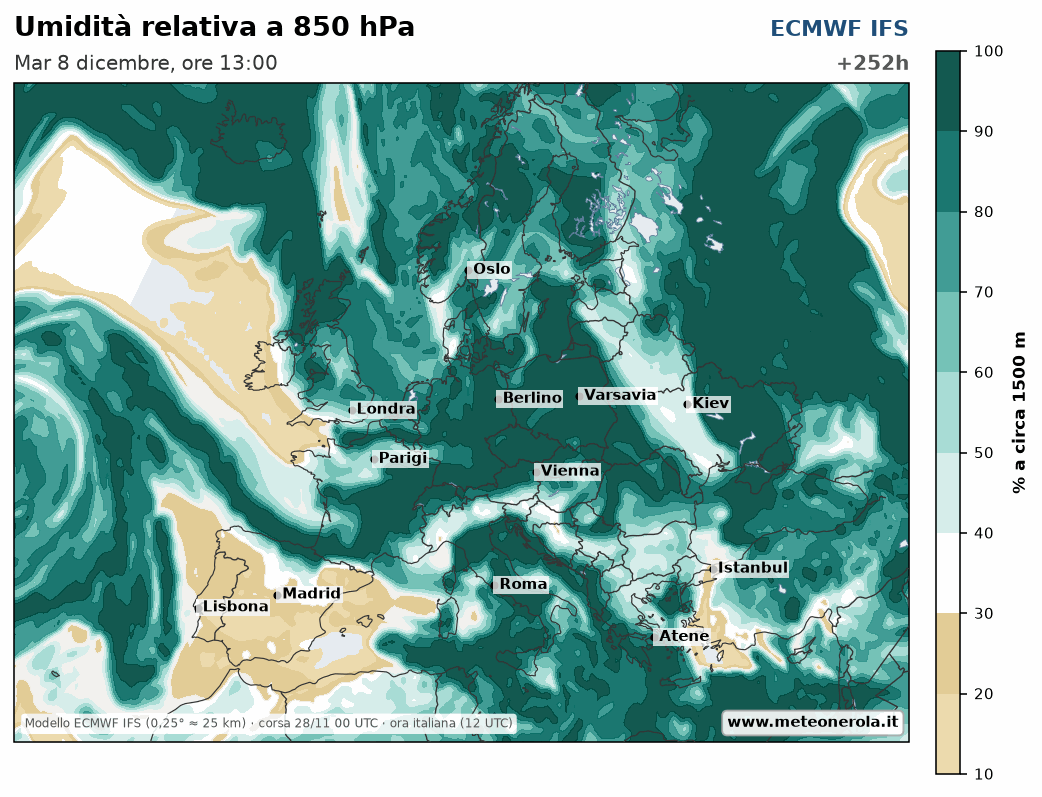 Umidità relativa a 850 hPa
ECMWF IFS
Mar 8 dicembre, ore 13:00
+252h
100
90
80
70
60
50
40
30
20
10
% a circa 1500 m
Oslo
Berlino
Varsavia
Kiev
Londra
Parigi
Vienna
Istanbul
Roma
Madrid
Lisbona
Atene
Modello ECMWF IFS (0,25° ≈ 25 km) · corsa 28/11 00 UTC · ora italiana (12 UTC)
www.meteonerola.it